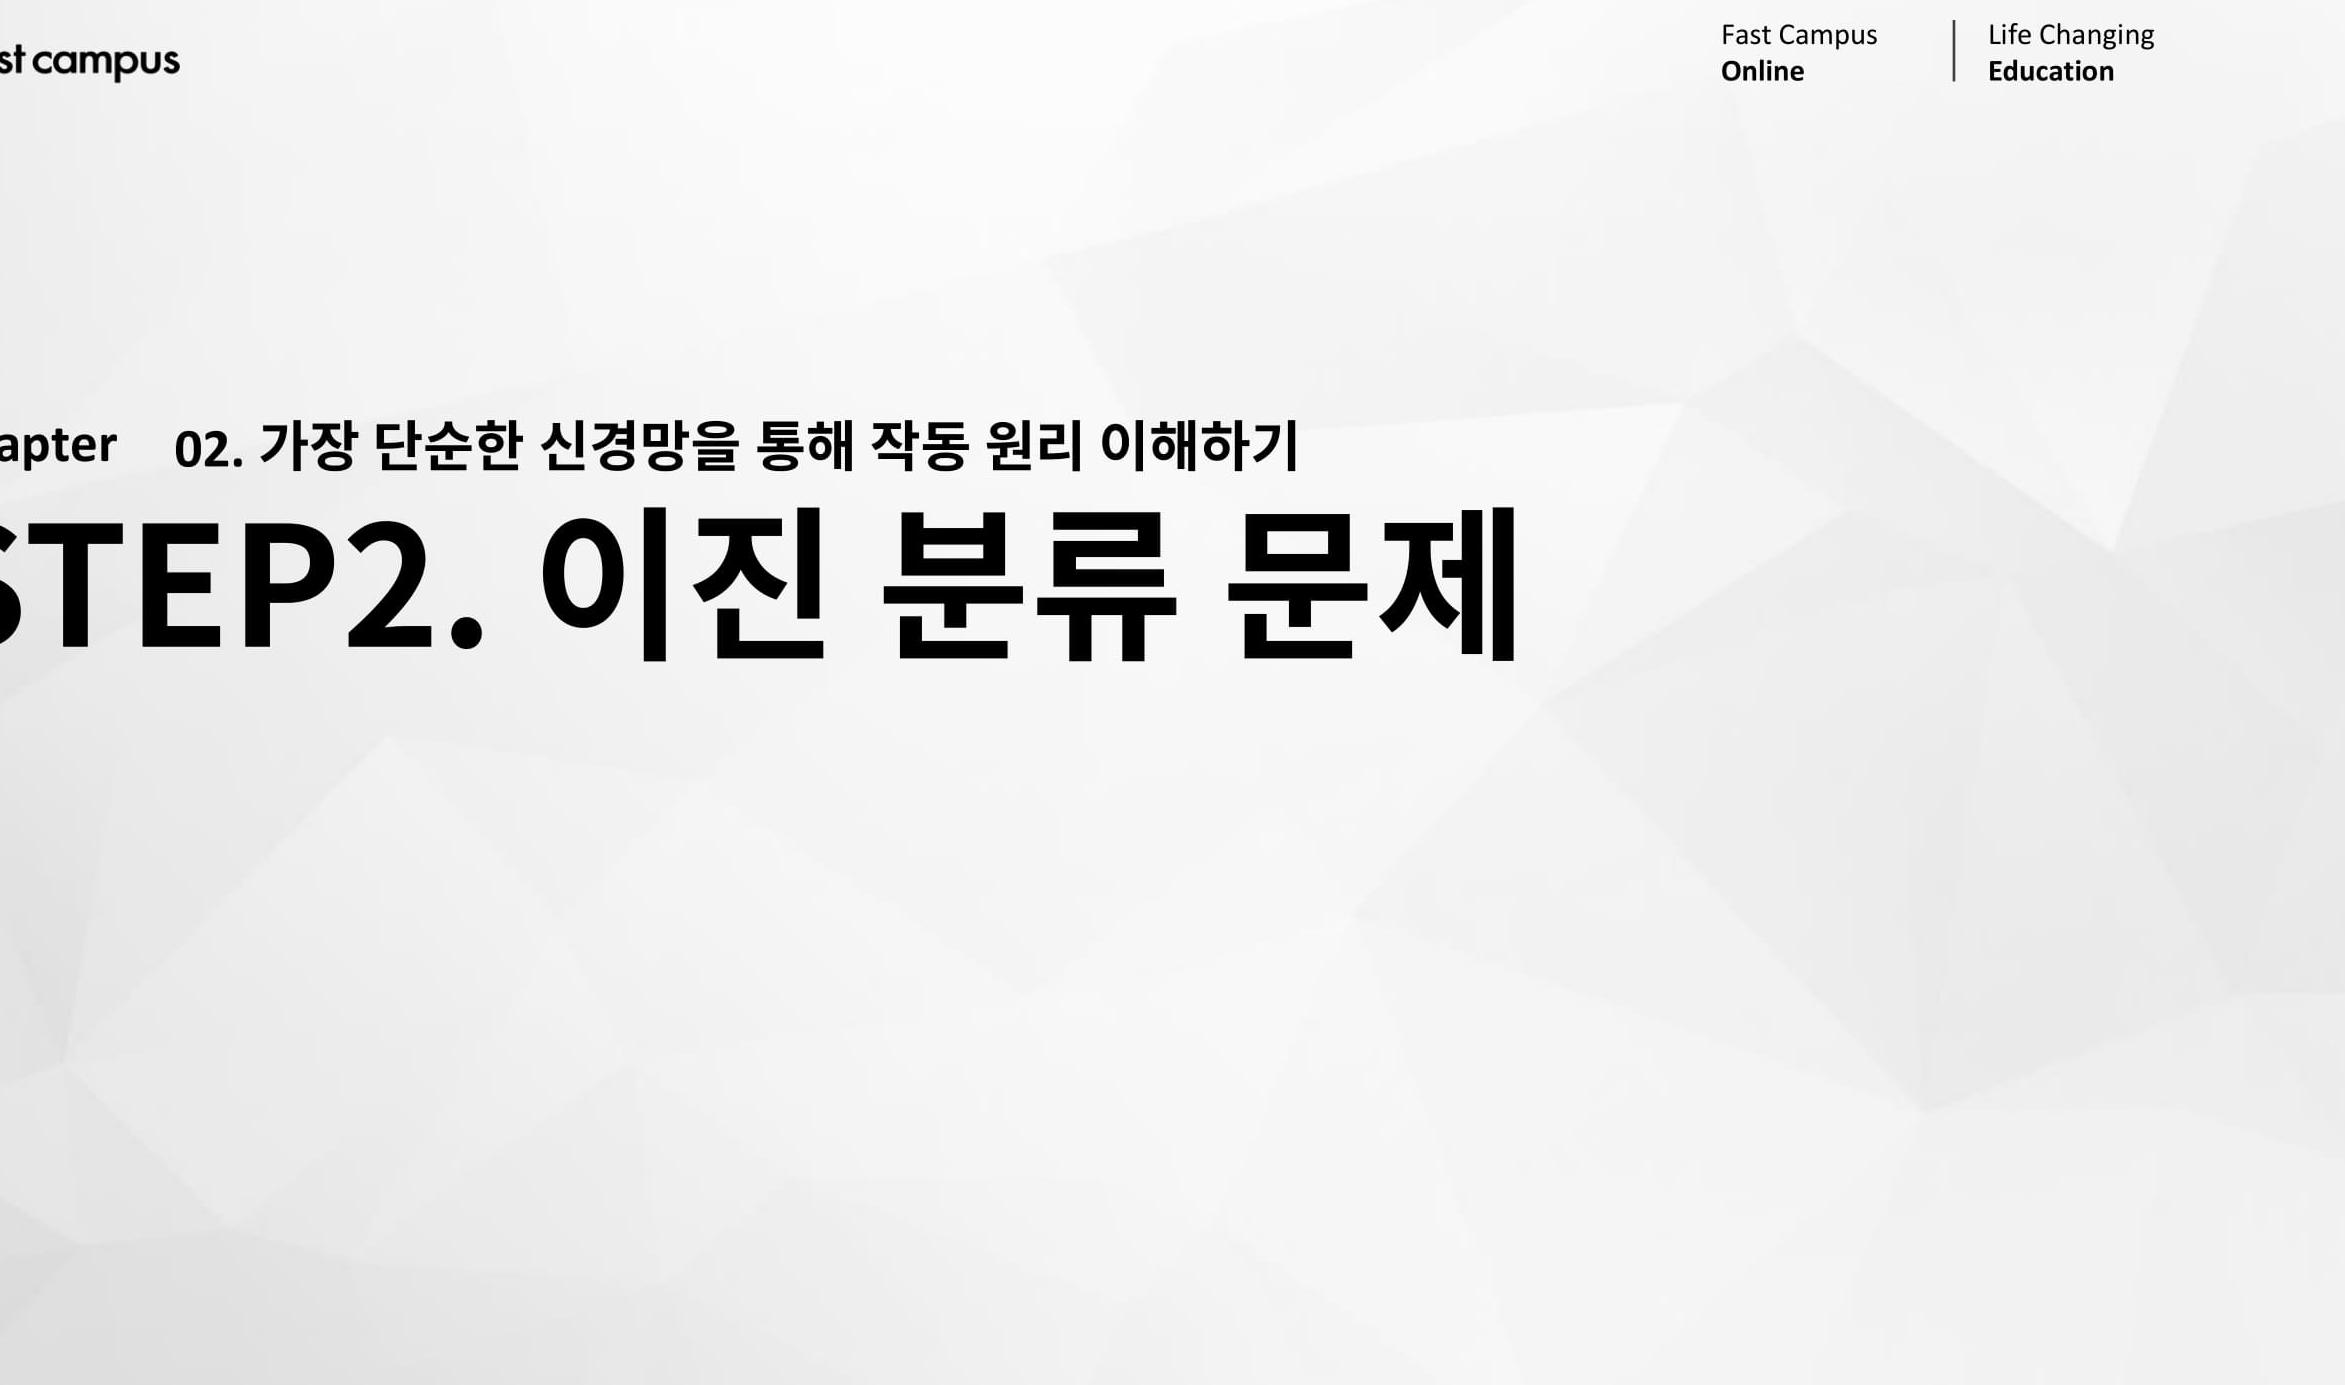 st campus
Fast Campus
Online
Life Changing
Education
apter 02. 가장 단순한 신경망을 통해 작동 원리 이해하기
STEP2. 이진 분류 문제